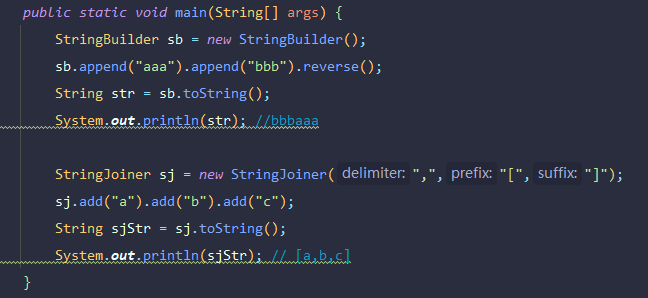 public static void main(String[] args) {
StringBuilder sb = new StringBuilder();
sb.append("aaa").append("bbb").reverse();
String str = sb.toString();
System.out.println(str); //bbbaaa
StringJoiner sj = new StringJoiner( delimiter: ",", prefix: "[", suffix: "]");
sj.add("a").add("b").add("c");
String sjStr = sj.toString();
System.out.println(sjStr); // [a,b,c]
}